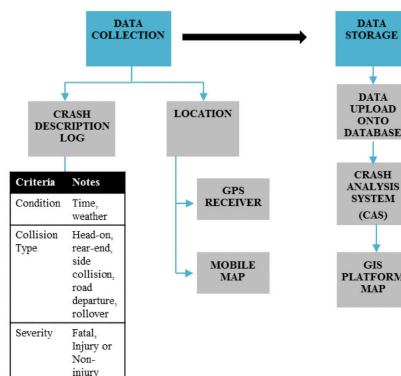 DATA
COLLECTION
DATA
STORAGE
CRASH
DESCRIPTION
LOG
LOCATION
DATA
UPLOAD
ONTO
DATABASE
Criteria Notes
Condition Time,
weather
Collision Head-on,
Type rear-end,
side
collision,
road
departure,
rollover
Severity Fatal,
Injury or
Non-
injury
GPS
RECEIVER
MOBILE
MAP
CRASH
ANALYSIS
SYSTEM
(CAS)
GIS
PLATFORM
MAP